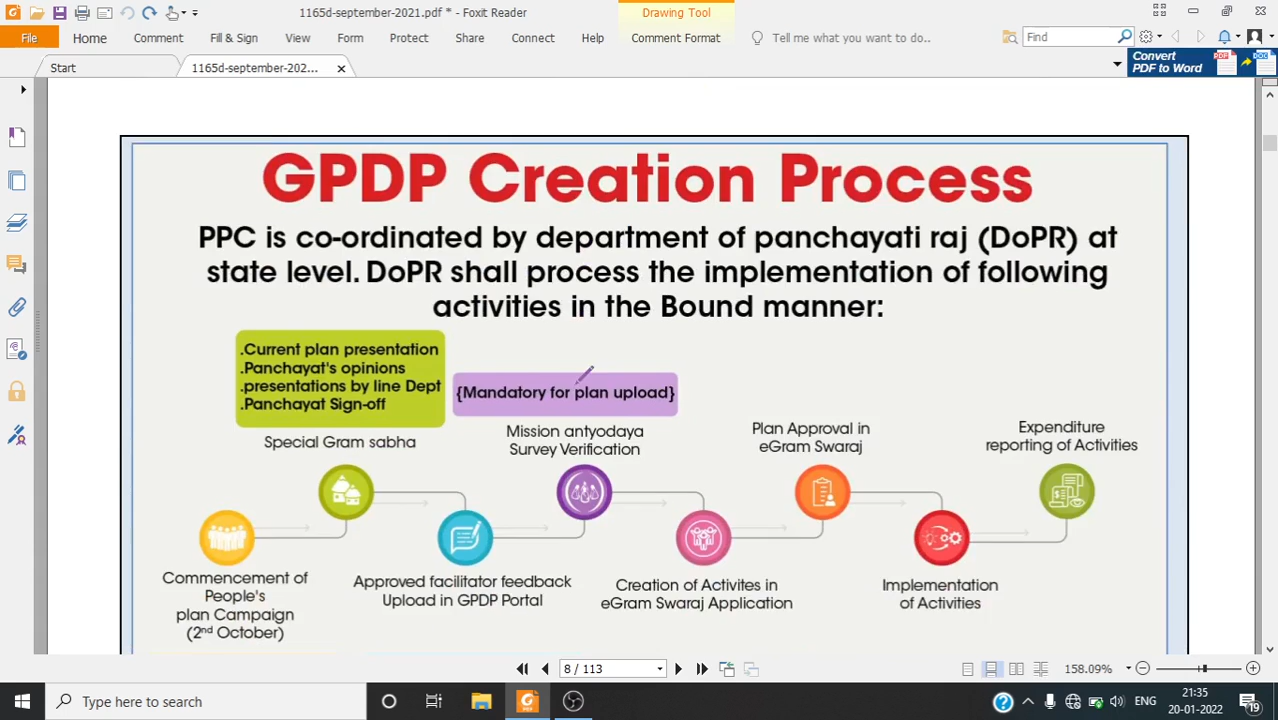 1165d-september-2021.pdf * - Foxit Reader
Drawing Tool
File
Home
Comment
Fill & Sign
View
Form
Protect
Share
Connect
Help
Comment Format
Tell me what you want to do..
Find
Start
1165d-september-202...
Convert
PDF to Word
GPDP Creation Process
PPC is co-ordinated by department of panchayati raj (DoPR) at
state level. DoPR shall process the implementation of following
activities in the Bound manner:
.Current plan presentation
.Panchayat's opinions
.presentations by line Dept
.Panchayat Sign-off
{Mandatory for plan upload}
Special Gram sabha
Mission antyodaya
Survey Verification
Plan Approval in
eGram Swaraj
Expenditure
reporting of Activities
Commencement of
People's
plan Campaign
(2nd October)
Approved facilitator feedback
Upload in GPDP Portal
Creation of Activites in
eGram Swaraj Application
Implementation
of Activities
8 / 113
158.09%
Type here to search
ENG
21:35
20-01-2022
19